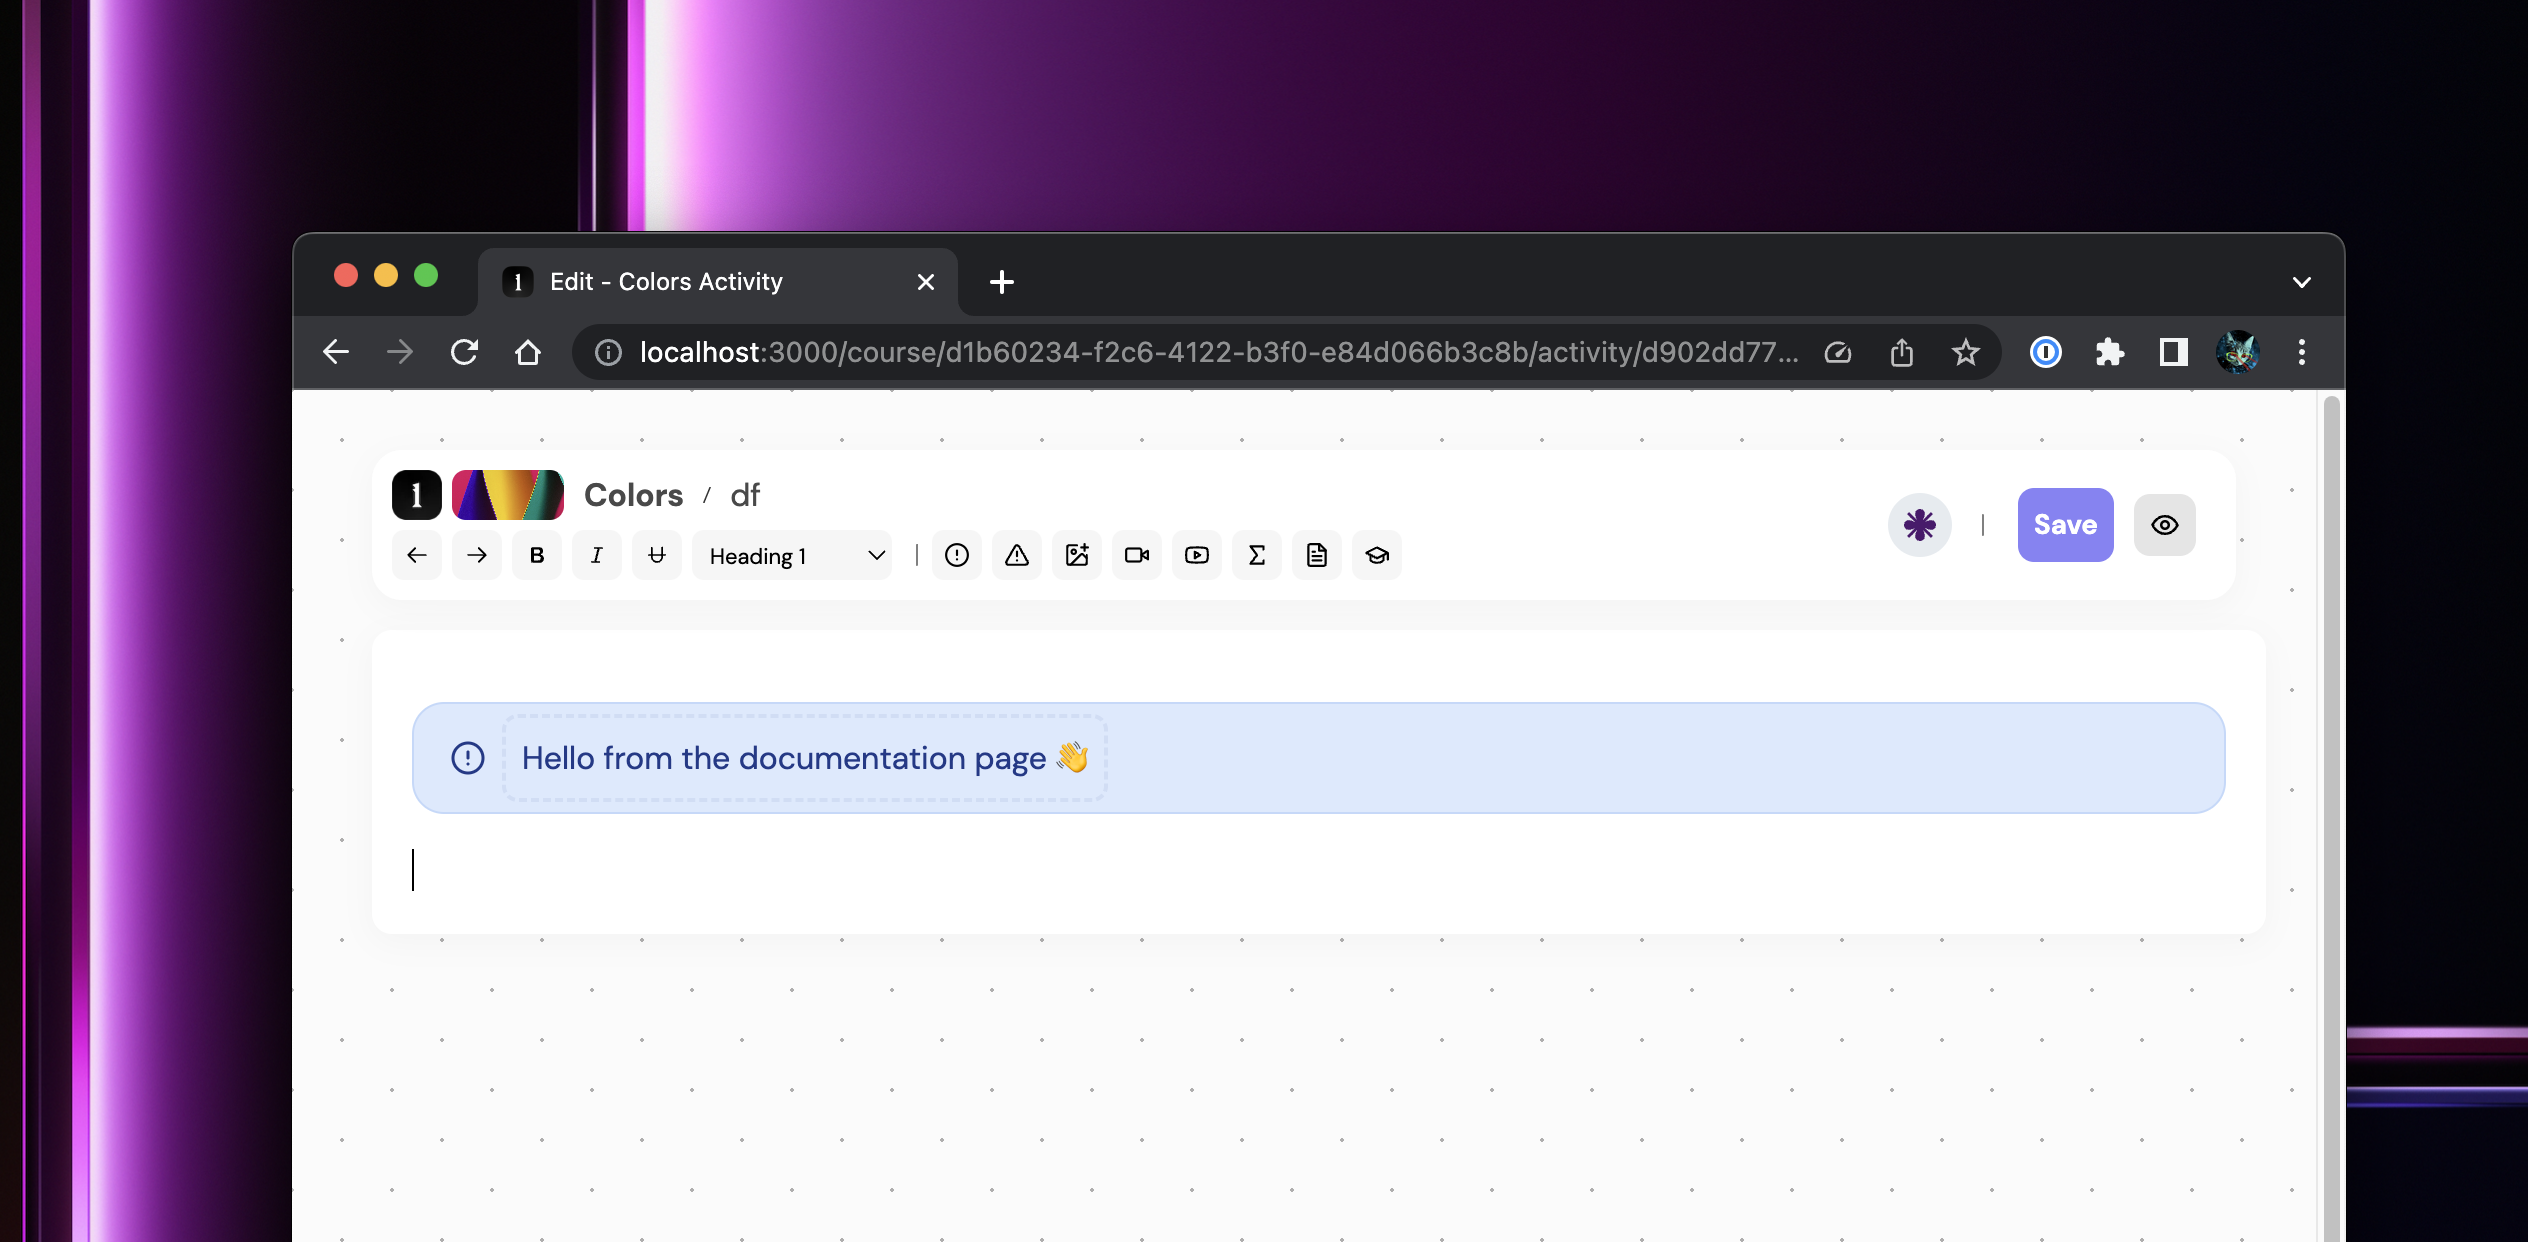 Edit - Colors Activity
localhost:3000/course/d1b60234-f2c6-4122-b3f0-e84d066b3c8b/activity/d902dd77...
Colors / df
Save
B I U Heading 1
Hello from the documentation page 👋